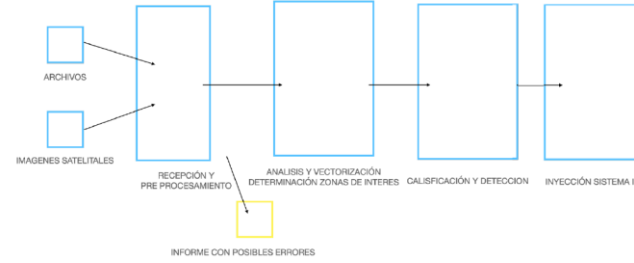 ARCHIVOS
IMAGENES SATELITALES
RECEPCIÓN Y
PRE PROCESAMIENTO
ANALISIS Y VECTORIZACIÓN
DETERMINACIÓN ZONAS DE INTERES
CALISFICACIÓN Y DETECCION
INYECCIÓN SISTEMA
INFORME CON POSIBLES ERRORES